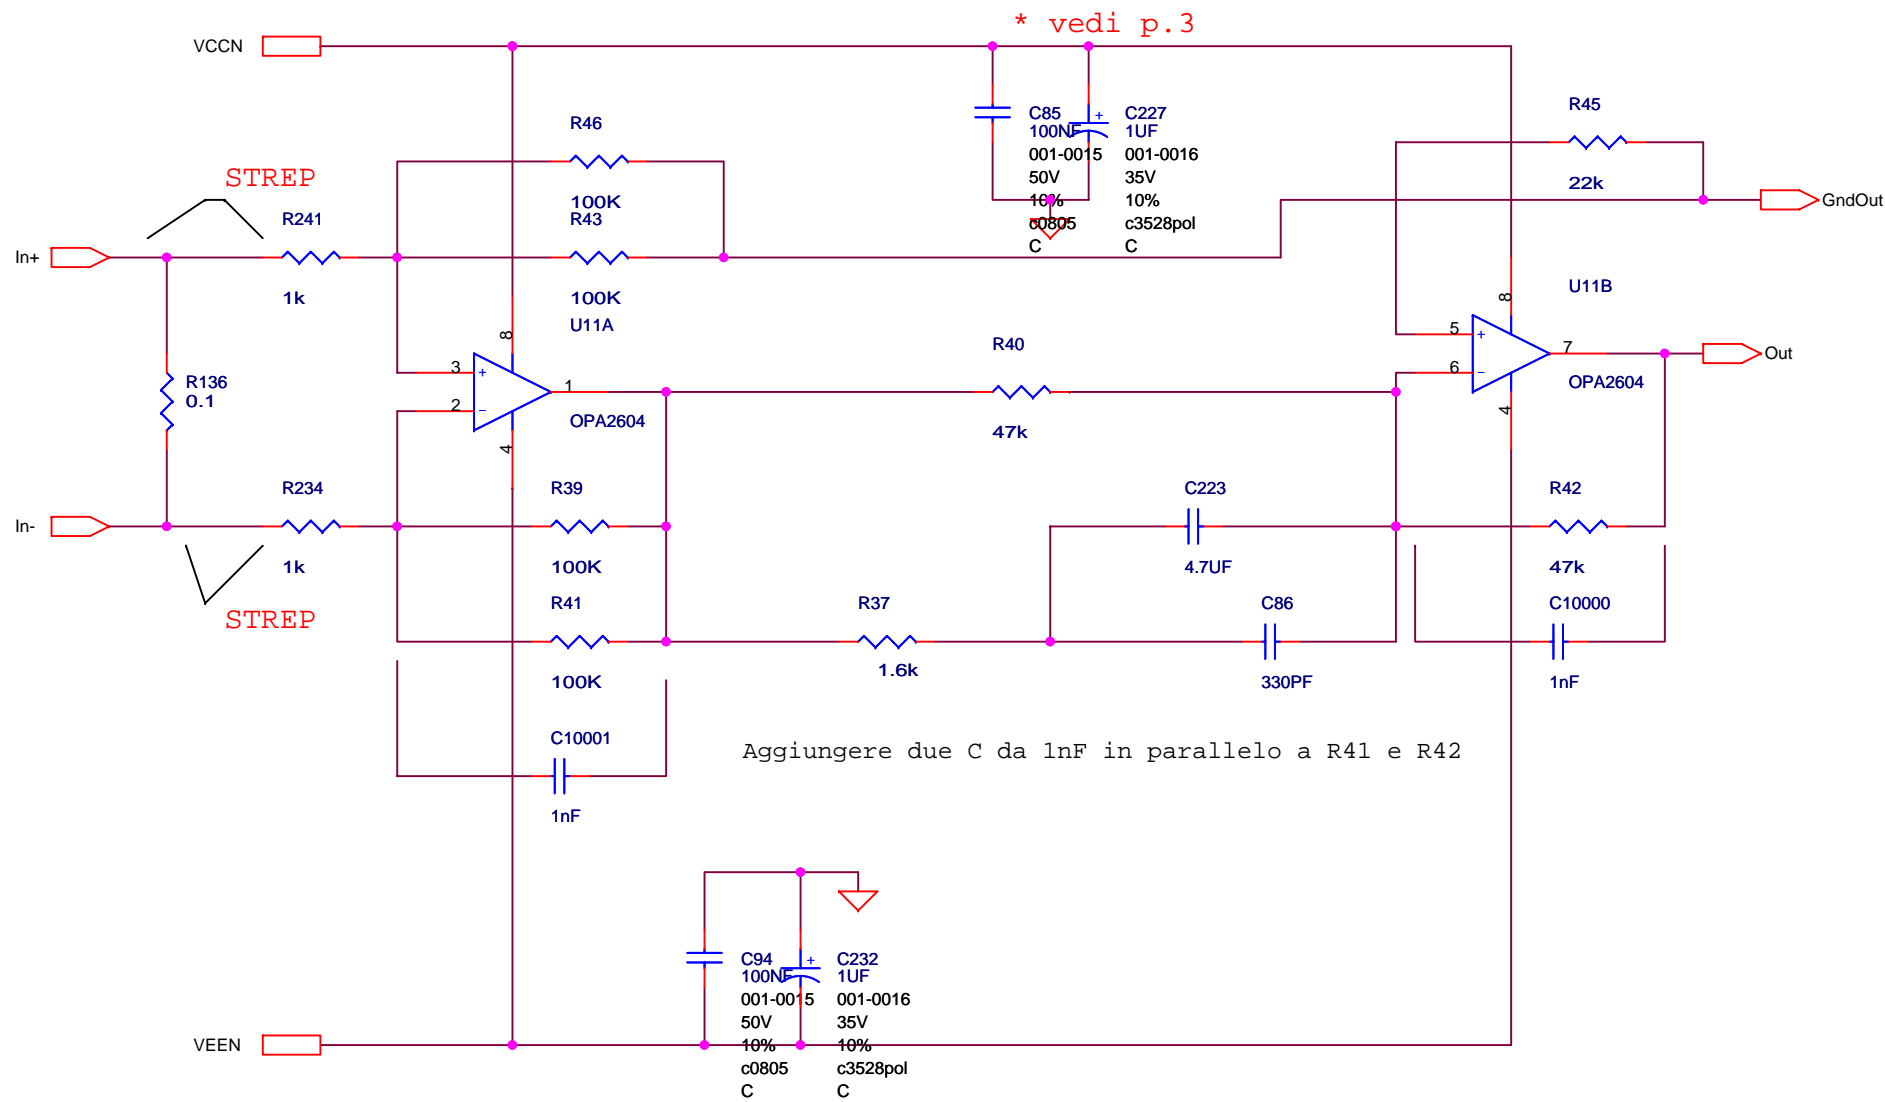 * vedi p.3
VCCN
R46
100K
C85
100NF
001-0015
50V
10%
c0805
C
C227
1UF
001-0016
35V
10%
c3528pol
C
R45
22k
GndOut
STREP
R241
1k
In+
R43
100K
U11A
8
3
+
2
−
1
4
OPA2604
R136
0.1
R40
47k
U11B
8
5
+
6
−
7
4
OPA2604
Out
In-
R234
1k
STREP
R39
100K
R41
100K
R37
1.6k
C223
4.7UF
C86
330PF
R42
47k
C10000
1nF
C10001
1nF
Aggiungere due C da 1nF in parallelo a R41 e R42
C94
100NF
001-0015
50V
10%
c0805
C
C232
1UF
001-0016
35V
10%
c3528pol
C
VEEN